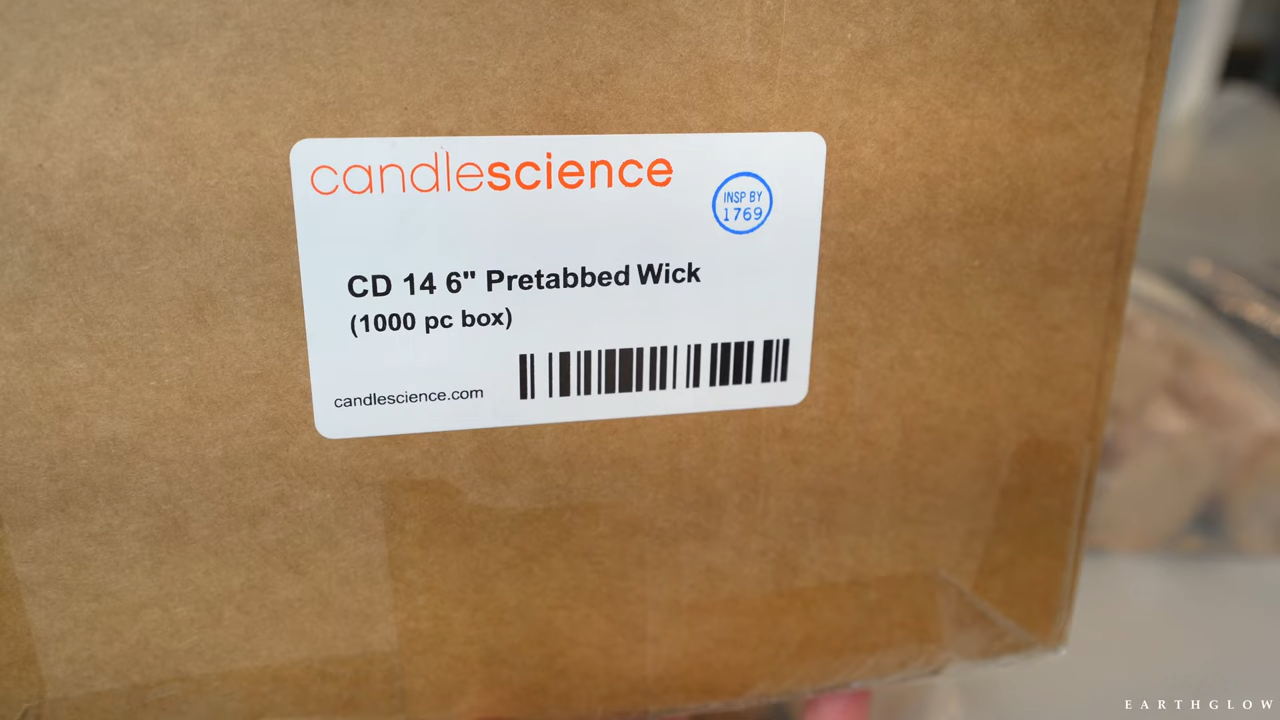 candlescience
INSP BY
1769
CD 14 6" Pretabbed Wick
(1000 pc box)
candlescience.com
EARTHGLOW